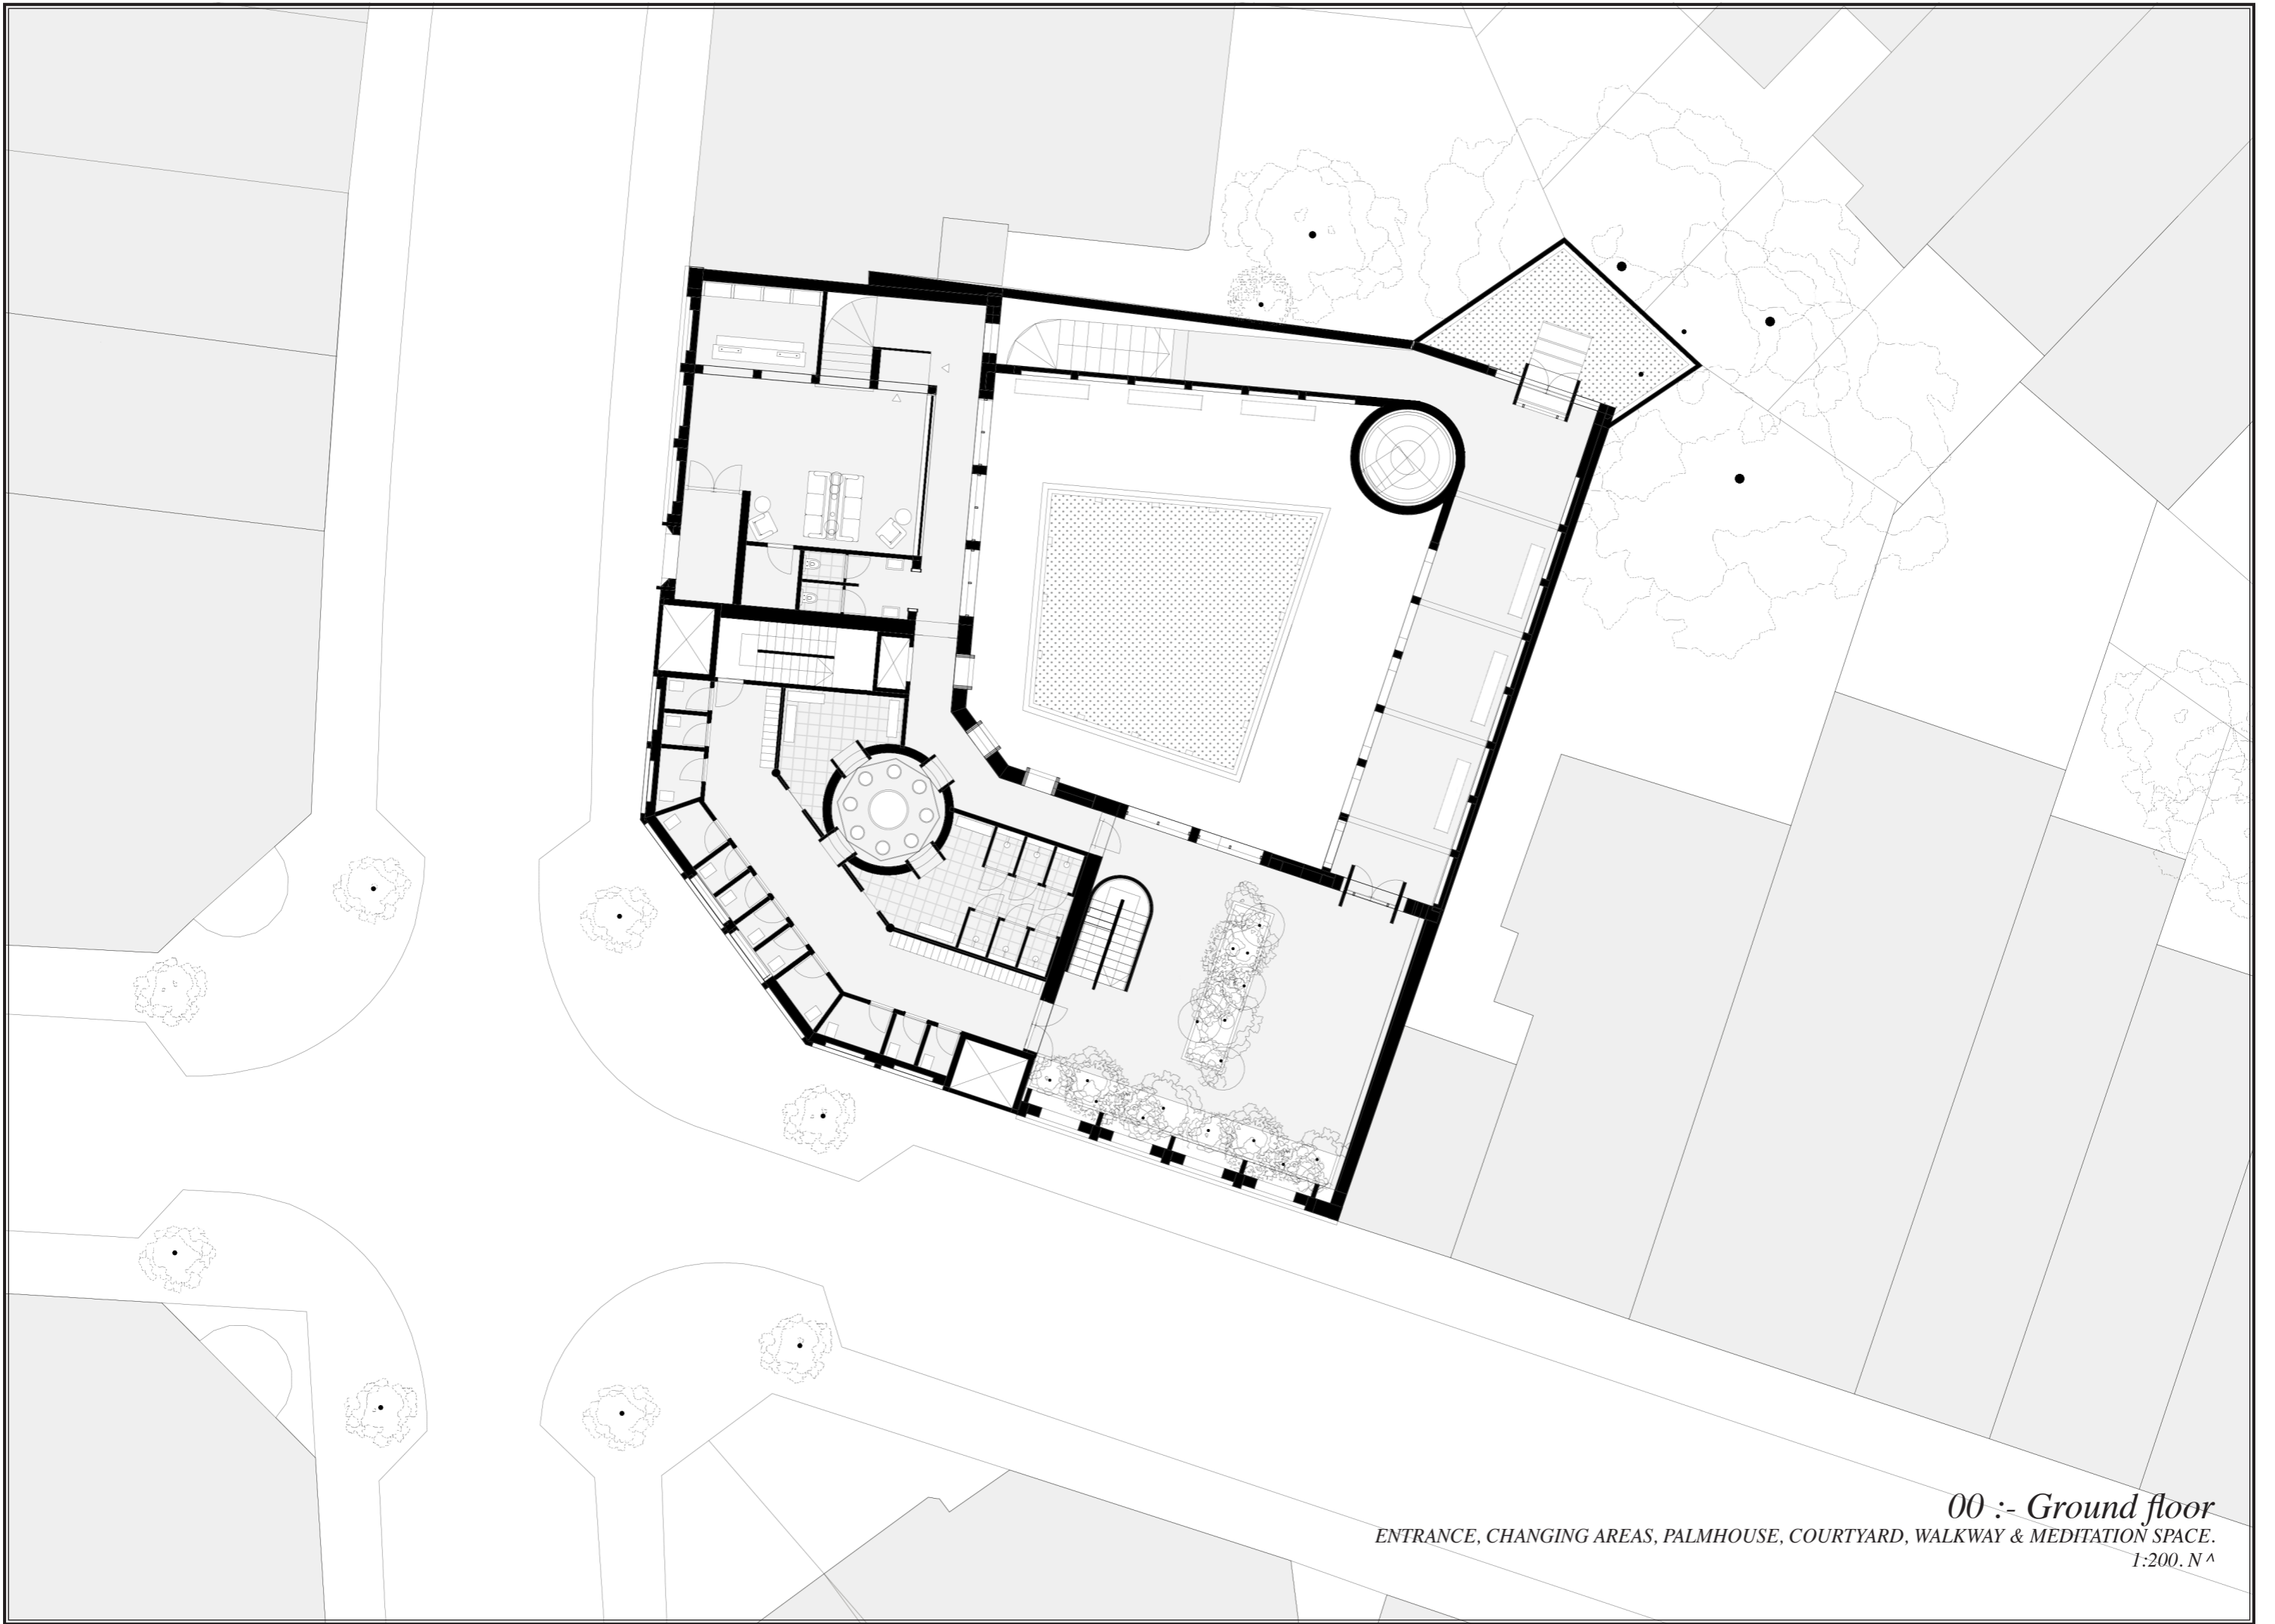 00 :- Ground floor
ENTRANCE, CHANGING AREAS, PALMHOUSE, COURTYARD, WALKWAY & MEDITATION SPACE.
1:200. N ^